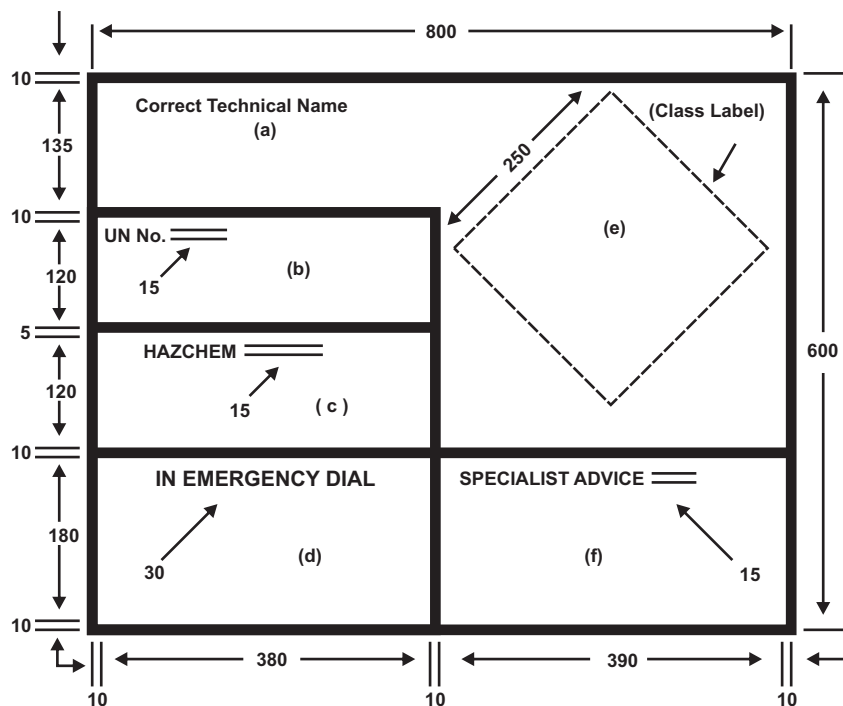 800
10
Correct Technical Name
(a)
(Class Label)
135
250
10
UN No.
(b)
(e)
120
15
5
HAZCHEM
600
120
15
( c )
10
IN EMERGENCY DIAL
SPECIALIST ADVICE
180
(d)
(f)
30
15
10
380
390
10
10
10